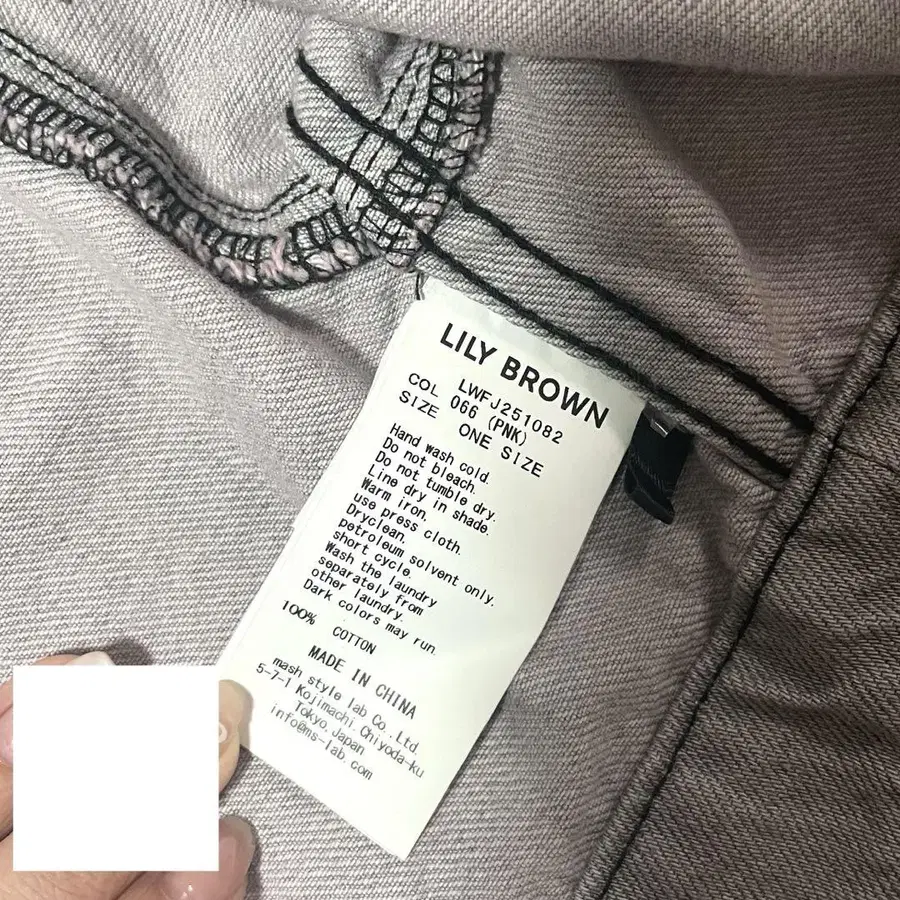 LILY BROWN
LWFJ251082
COL 066 (PNK)
SIZE ONE SIZE
Hand wash cold.
Do not bleach.
Do not tumble dry.
Line dry in shade.
Warm iron.
use press cloth.
Dryclean.
petroleum solvent only.
short cycle.
Wash the laundry
separately from
other laundry.
Dark colors may run.
100% COTTON
MADE IN CHINA
mash style lab Co.,Ltd.
5-7-1 Kojimachi,Chiyoda-ku
Tokyo,Japan
info@ms-lab.com